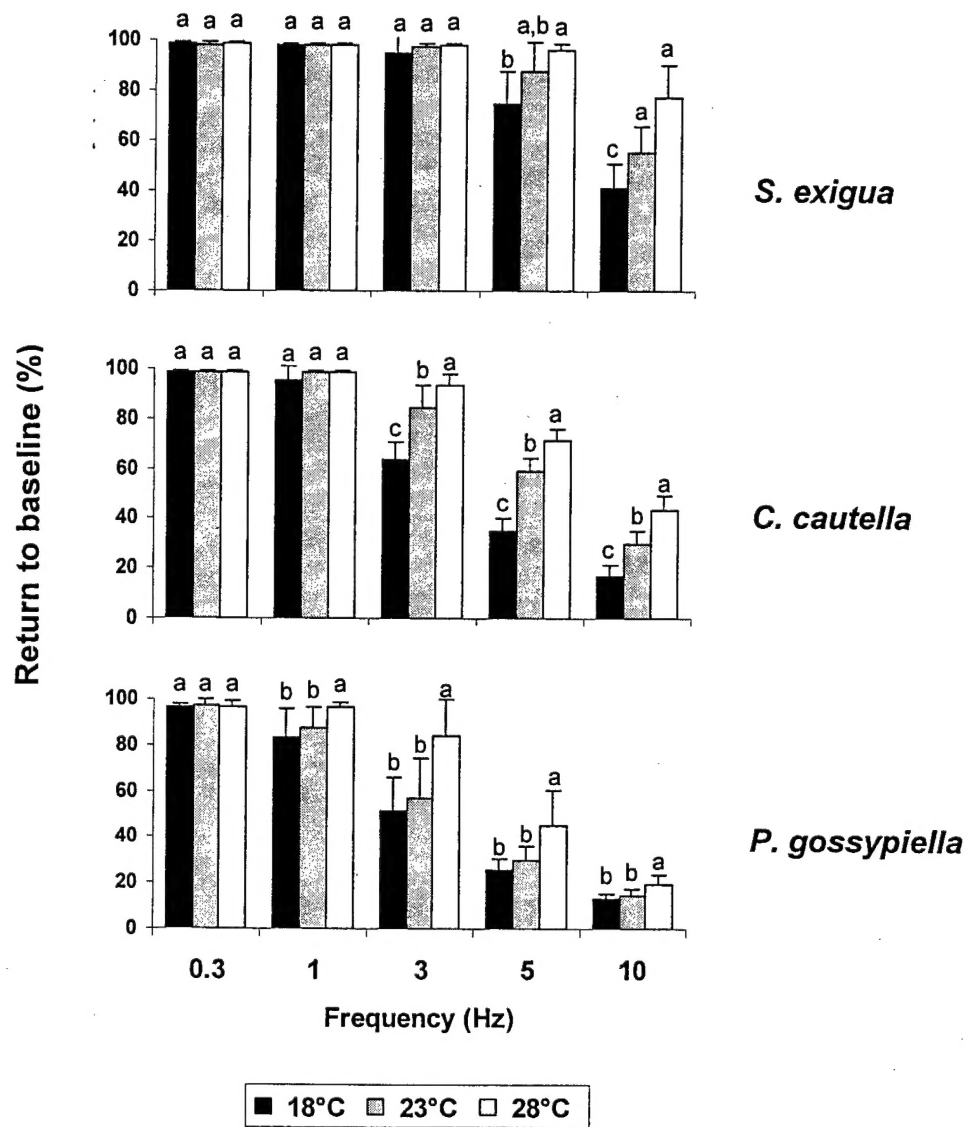 a a a a a a a a a b a,b a c a a
100
80
60
40
20
0
S. exigua
a a a a a a c b a c b a c b a
100
80
60
40
20
0
C. cautella
Return to baseline (%)
a a a b b a b b a b b a b b a
100
80
60
40
20
0
P. gossypiella
0.3 1 3 5 10
Frequency (Hz)
18°C 23°C 28°C